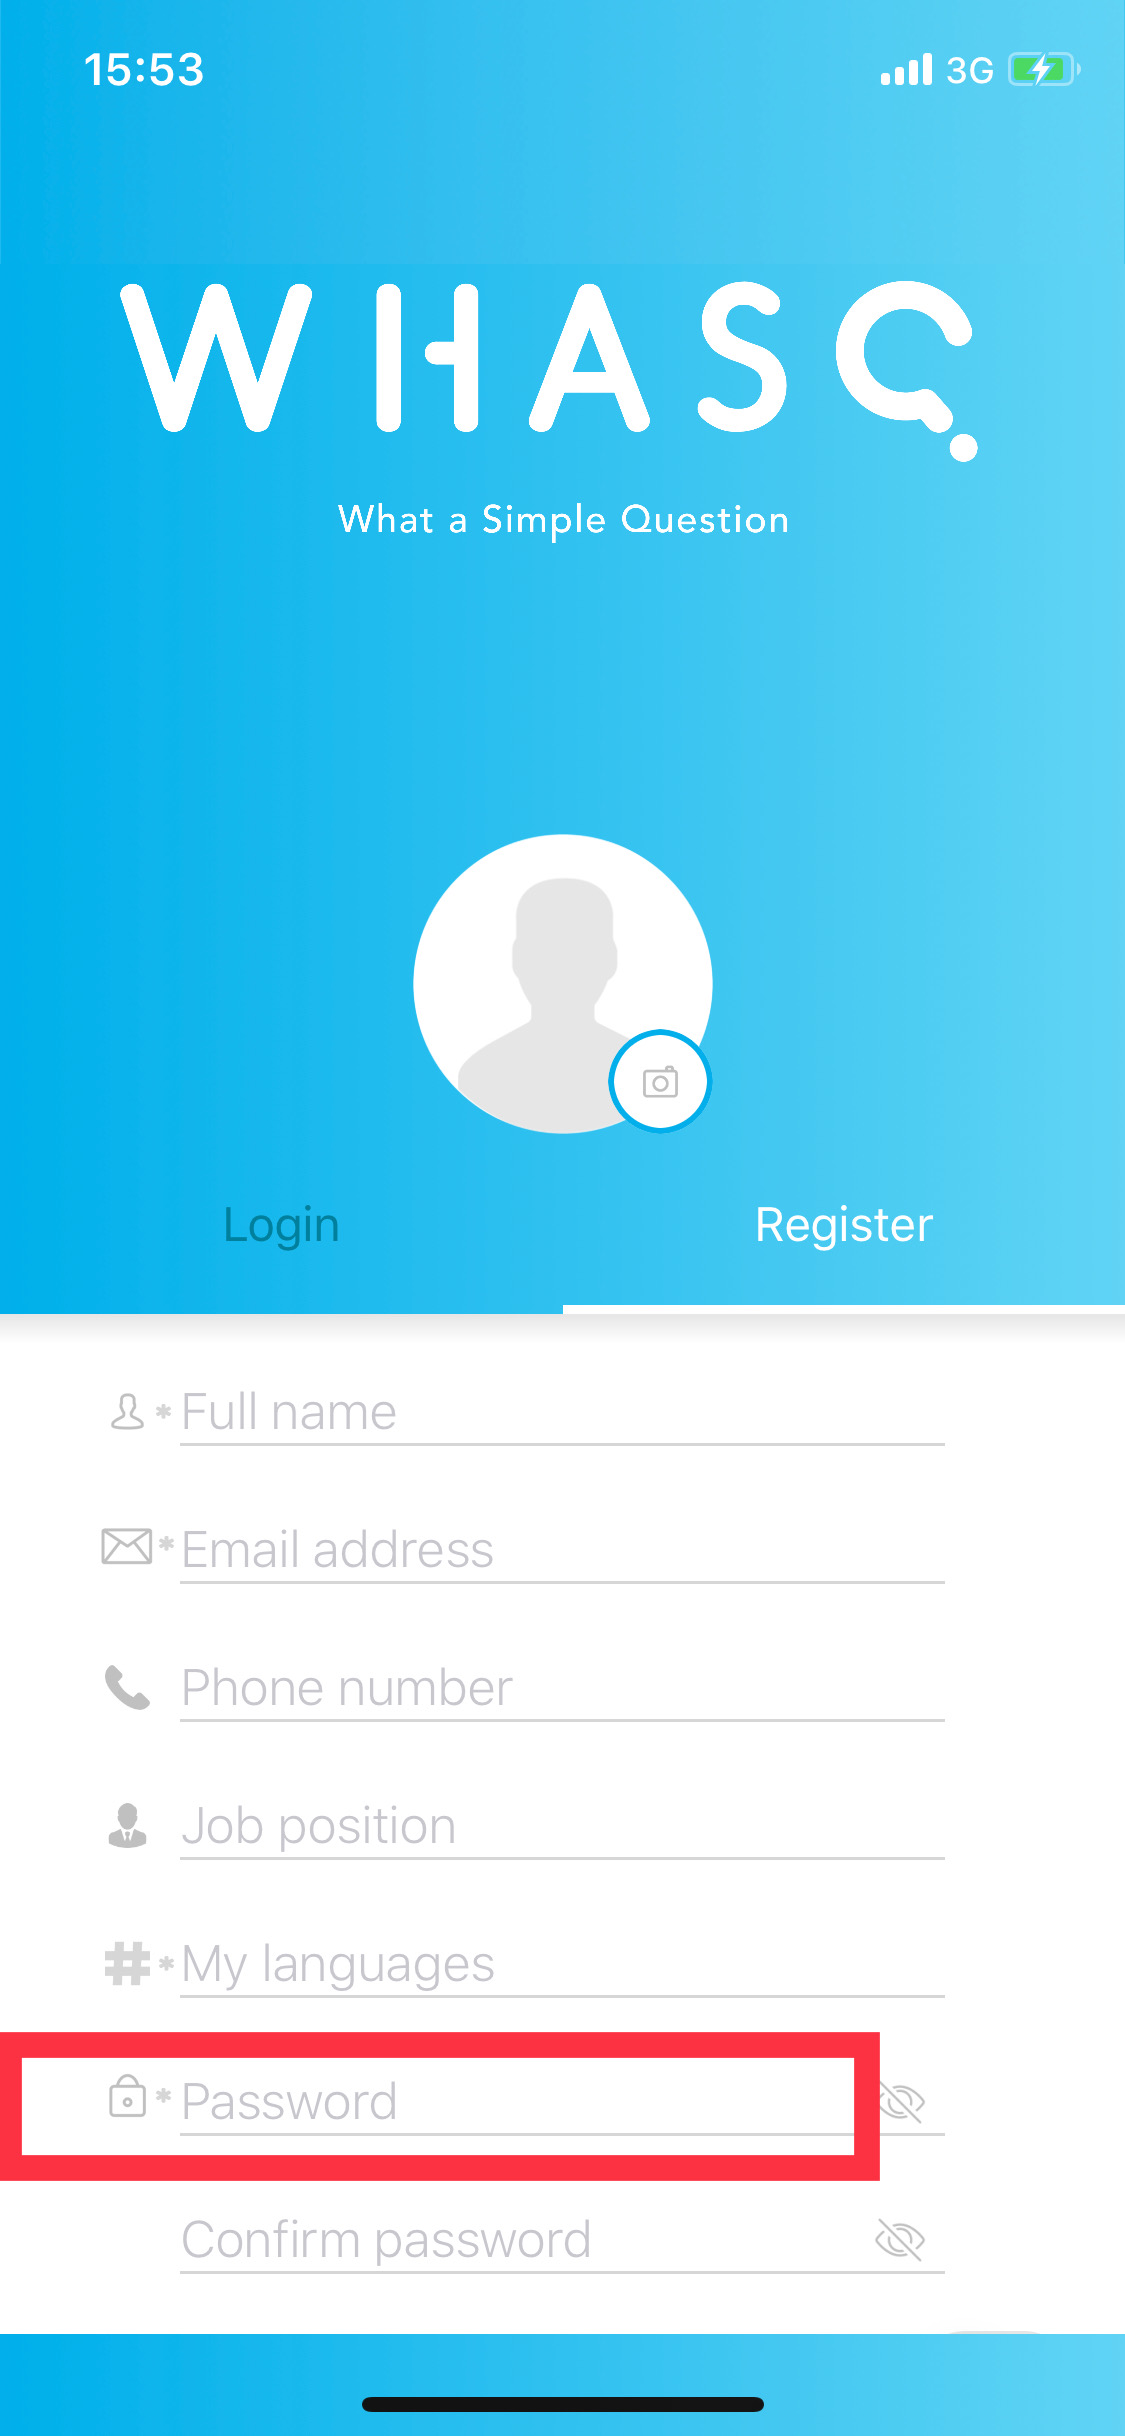 15:53 3G
WHASQ
What a Simple Question
Login Register
* Full name
* Email address
Phone number
Job position
* My languages
* Password
Confirm password